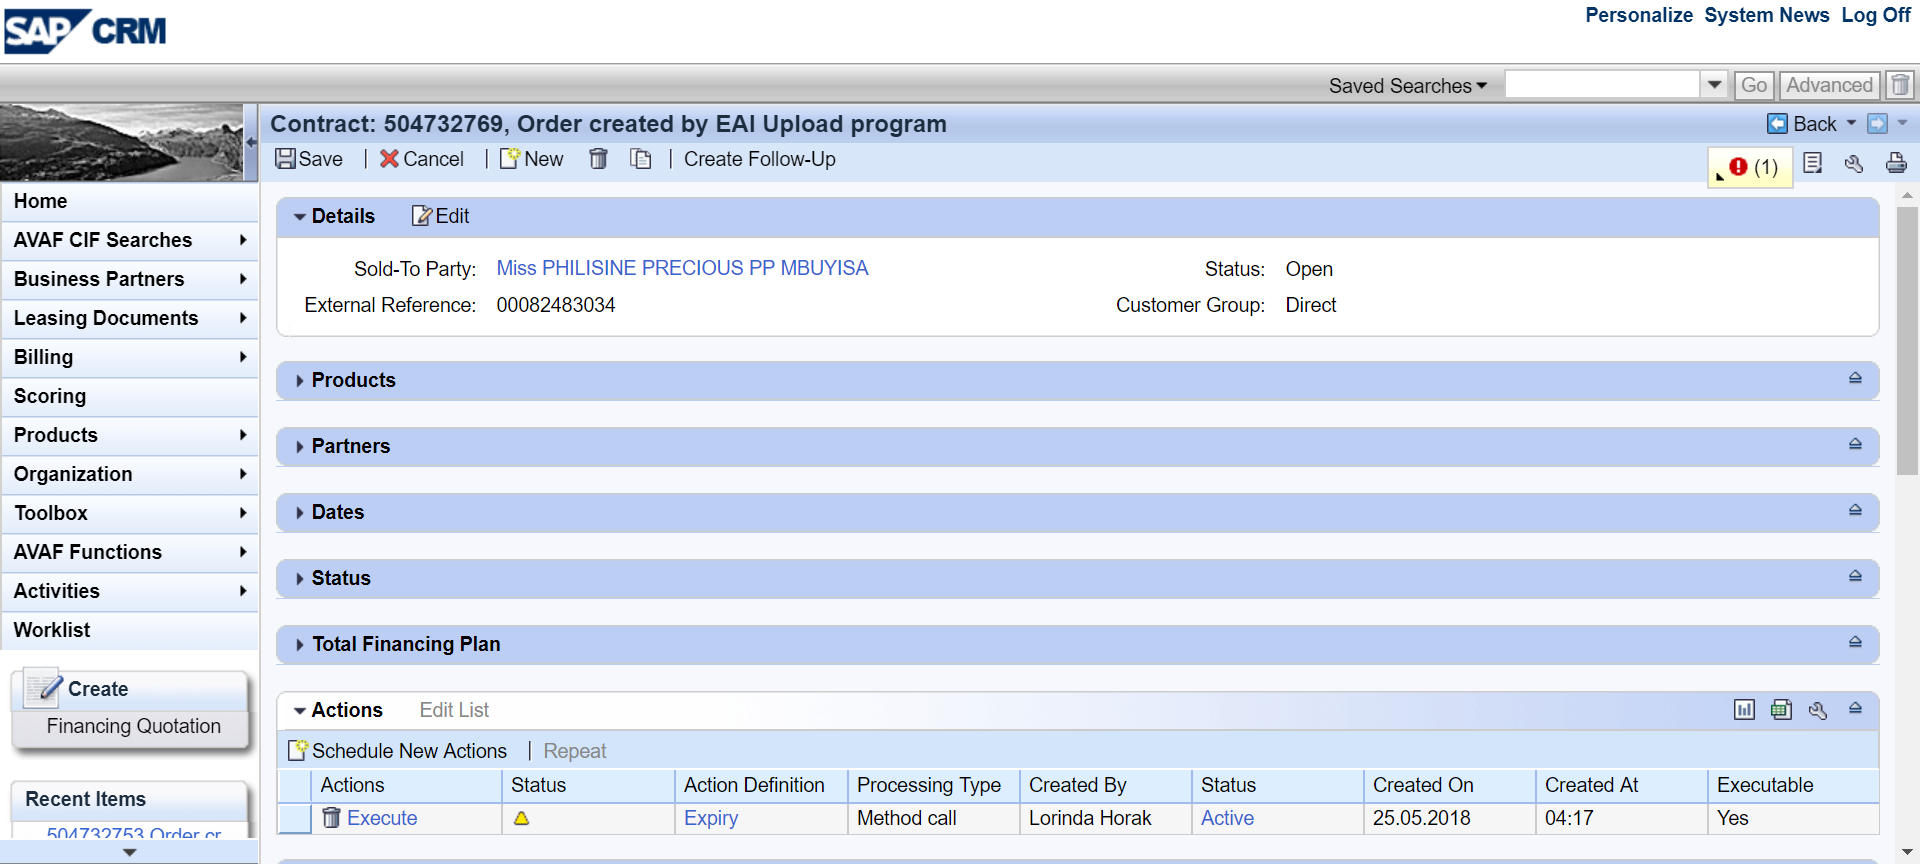 SAP CRM
Personalize System News Log Off
Saved Searches Go Advanced
Contract: 504732769, Order created by EAI Upload program
Back
Save | Cancel | New | Create Follow-Up
(1)
Home
AVAF CIF Searches
Business Partners
Leasing Documents
Billing
Scoring
Products
Organization
Toolbox
AVAF Functions
Activities
Worklist
Create
Financing Quotation
Recent Items
504732753 Order cr
Details Edit
Sold-To Party: Miss PHILISINE PRECIOUS PP MBUYISA Status: Open
External Reference: 00082483034 Customer Group: Direct
Products
Partners
Dates
Status
Total Financing Plan
Actions Edit List
Schedule New Actions | Repeat
Actions Status Action Definition Processing Type Created By Status Created On Created At Executable
Execute Expiry Method call Lorinda Horak Active 25.05.2018 04:17 Yes